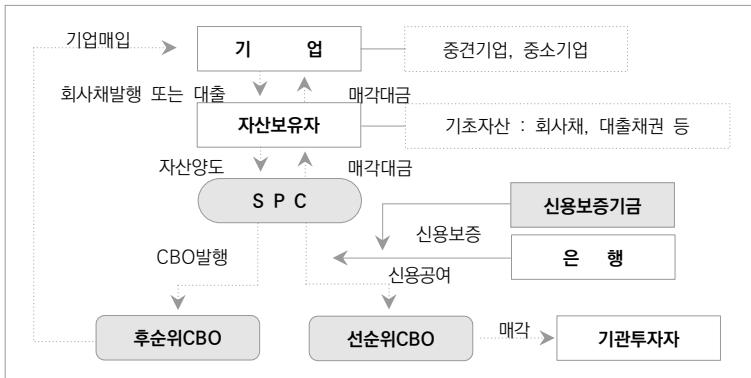 기업매입
기 업
중견기업, 중소기업
회사채발행 또는 대출
매각대금
자산보유자
기초자산 : 회사채, 대출채권 등
자산양도
매각대금
S P C
신용보증기금
신용보증
CBO발행
은 행
신용공여
후순위CBO
선순위CBO
매각
기관투자자